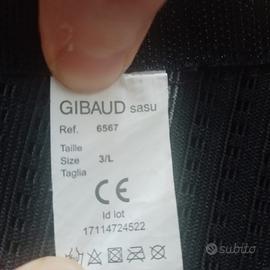 GIBAUD sasu
Ref. 6567
Taille
Size 3/L
Taglia
CE
Id lot
17114724522
subito